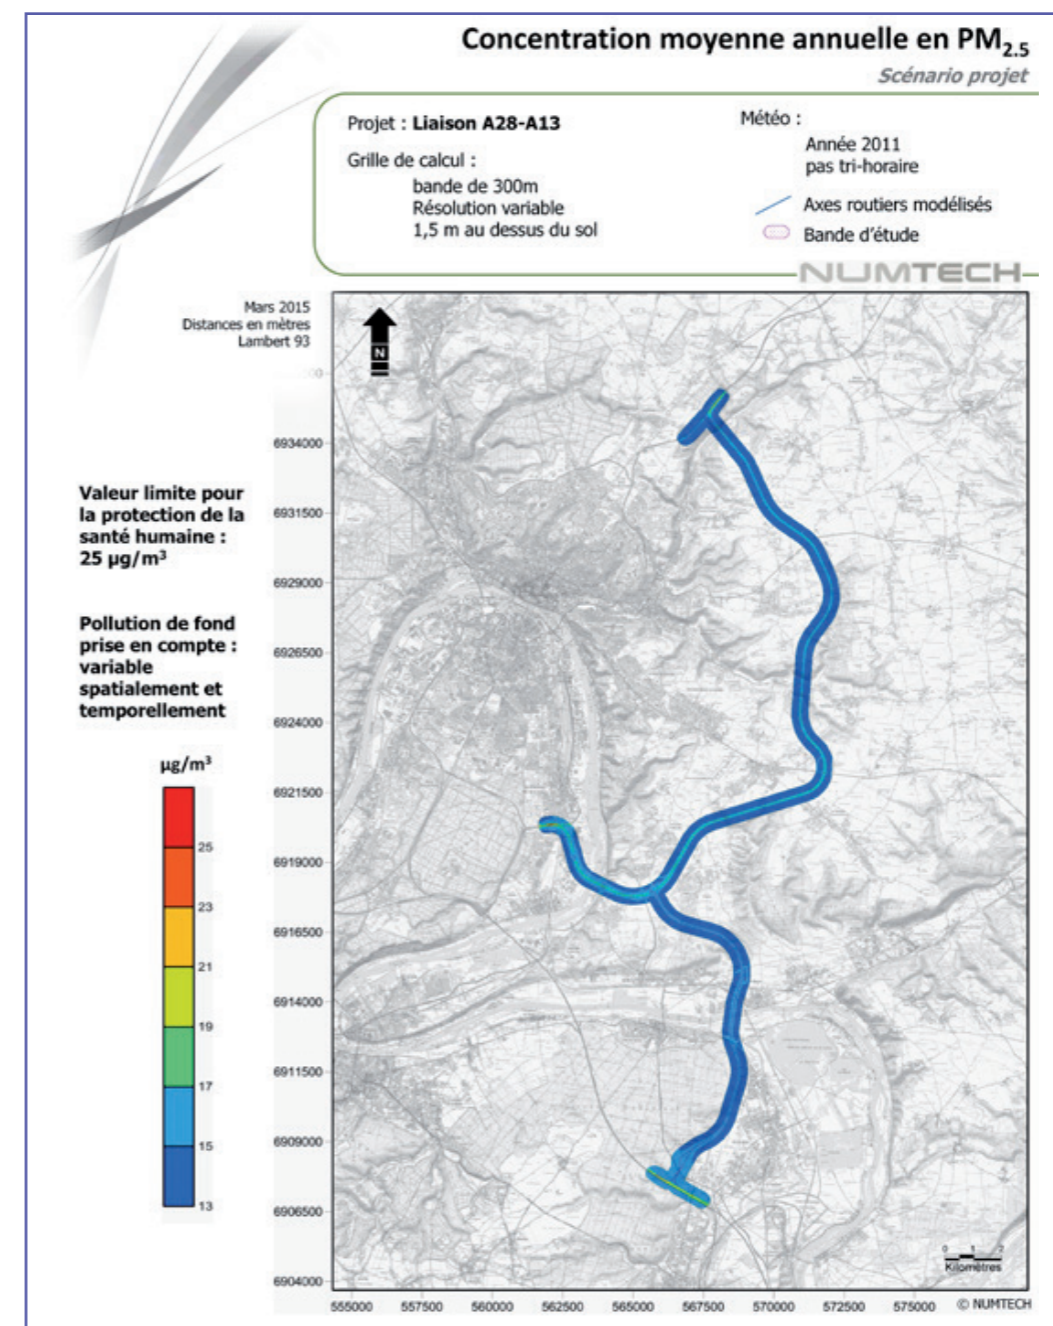 Concentration moyenne annuelle en PM2.5
Scénario projet
Projet : Liaison A28-A13
Grille de calcul :
bande de 300m
Résolution variable
1,5 m au dessus du sol
Météo :
Année 2011
pas tri-horaire
Axes routiers modélisés
Bande d'étude
NUMTECH
Mars 2015
Distances en mètres
Lambert 93
N
6934000
6931500
6929000
6926500
6924000
6921500
6919000
6916500
6914000
6911500
6909000
6906500
6904000
Valeur limite pour
la protection de la
santé humaine :
25 µg/m³
Pollution de fond
prise en compte :
variable
spatialement et
temporellement
µg/m³
25
23
21
19
17
15
13
0 1 2
Kilomètres
555000 557500 560000 562500 565000 567500 570000 572500 575000
© NUMTECH